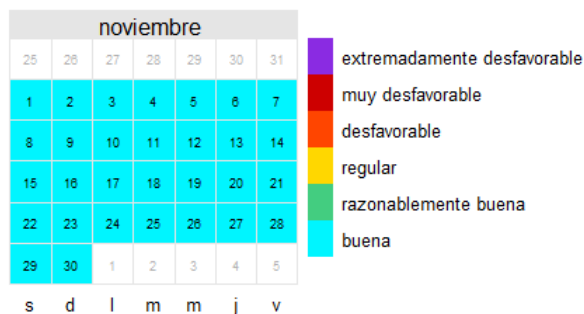 noviembre
25 26 27 28 29 30 31
1 2 3 4 5 6 7
8 9 10 11 12 13 14
15 16 17 18 19 20 21
22 23 24 25 26 27 28
29 30 1 2 3 4 5
s d l m m j v
extremadamente desfavorable
muy desfavorable
desfavorable
regular
razonablemente buena
buena